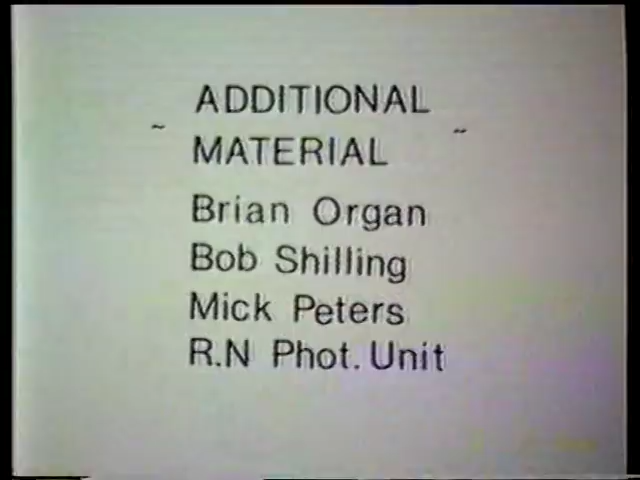 ADDITIONAL
~ ~
MATERIAL
Brian Organ
Bob Shilling
Mick Peters
R.N Phot. Unit